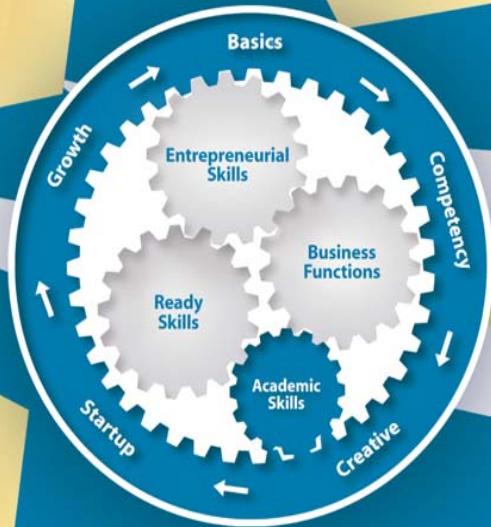 Basics
Growth
Competency
Entrepreneurial
Skills
Business
Functions
Ready
Skills
Academic
Skills
Startup
Creative